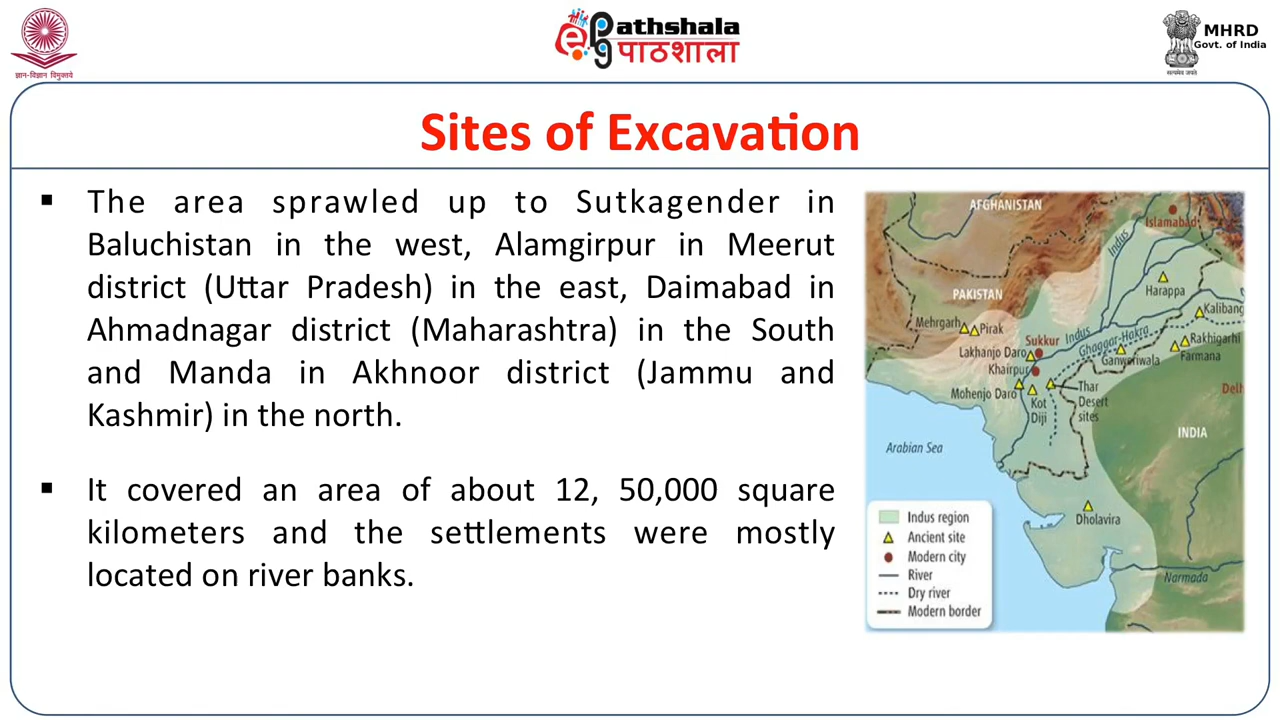 ज्ञान-विज्ञान विमुक्तये
ePathshala
पाठशाला
MHRD
Govt. of India
सत्यमेव जयते
Sites of Excavation
▪ The area sprawled up to Sutkagender in
Baluchistan in the west, Alamgirpur in Meerut
district (Uttar Pradesh) in the east, Daimabad in
Ahmadnagar district (Maharashtra) in the South
and Manda in Akhnoor district (Jammu and
Kashmir) in the north.
▪ It covered an area of about 12, 50,000 square
kilometers and the settlements were mostly
located on river banks.
AFGHANISTAN
Islamabad
Indus
Harappa
PAKISTAN
Kalibang
Mehrgarh
Pirak
Sukkur
Indus
Ghaggar-Hakra
Rakhigarhi
Lakhanjo Daro
Ganweriwala
Farmana
Khairpur
Mohenjo Daro
Kot
Diji
Thar
Desert
sites
Delh
INDIA
Arabian Sea
Dholavira
Narmada
Indus region
Ancient site
Modern city
River
Dry river
Modern border